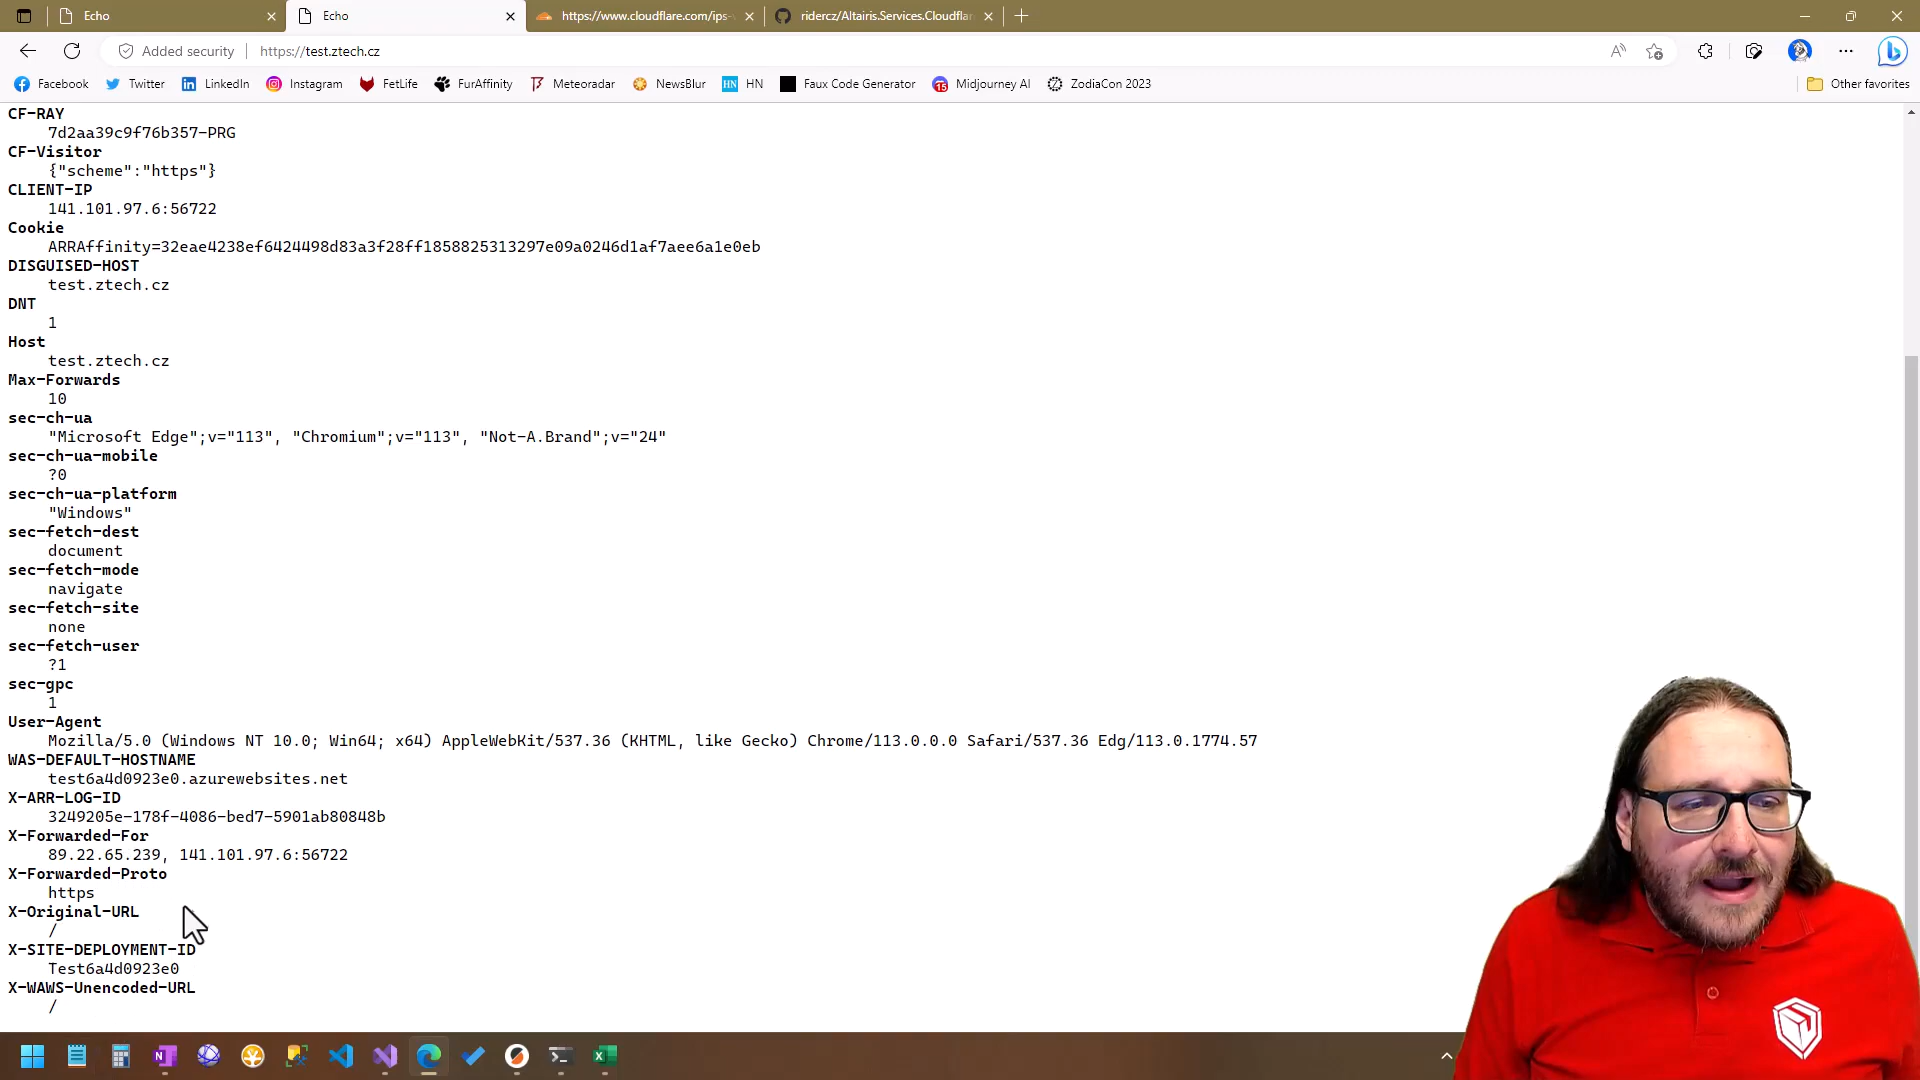 Echo
Echo
https://www.cloudflare.com/ips-v
ridercz/Altairis.Services.Cloudflar
Added security
https://test.ztech.cz
Facebook
Twitter
LinkedIn
Instagram
FetLife
FurAffinity
Meteoradar
NewsBlur
HN HN
Faux Code Generator
15 Midjourney AI
ZodiaCon 2023
Other favorites
CF-RAY
7d2aa39c9f76b357-PRG
CF-Visitor
{"scheme":"https"}
CLIENT-IP
141.101.97.6:56722
Cookie
ARRAffinity=32eae4238ef6424498d83a3f28ff1858825313297e09a0246d1af7aee6a1e0eb
DISGUISED-HOST
test.ztech.cz
DNT
1
Host
test.ztech.cz
Max-Forwards
10
sec-ch-ua
"Microsoft Edge";v="113", "Chromium";v="113", "Not-A.Brand";v="24"
sec-ch-ua-mobile
?0
sec-ch-ua-platform
"Windows"
sec-fetch-dest
document
sec-fetch-mode
navigate
sec-fetch-site
none
sec-fetch-user
?1
sec-gpc
1
User-Agent
Mozilla/5.0 (Windows NT 10.0; Win64; x64) AppleWebKit/537.36 (KHTML, like Gecko) Chrome/113.0.0.0 Safari/537.36 Edg/113.0.1774.57
WAS-DEFAULT-HOSTNAME
test6a4d0923e0.azurewebsites.net
X-ARR-LOG-ID
3249205e-178f-4086-bed7-5901ab80848b
X-Forwarded-For
89.22.65.239, 141.101.97.6:56722
X-Forwarded-Proto
https
X-Original-URL
/
X-SITE-DEPLOYMENT-ID
Test6a4d0923e0
X-WAWS-Unencoded-URL
/